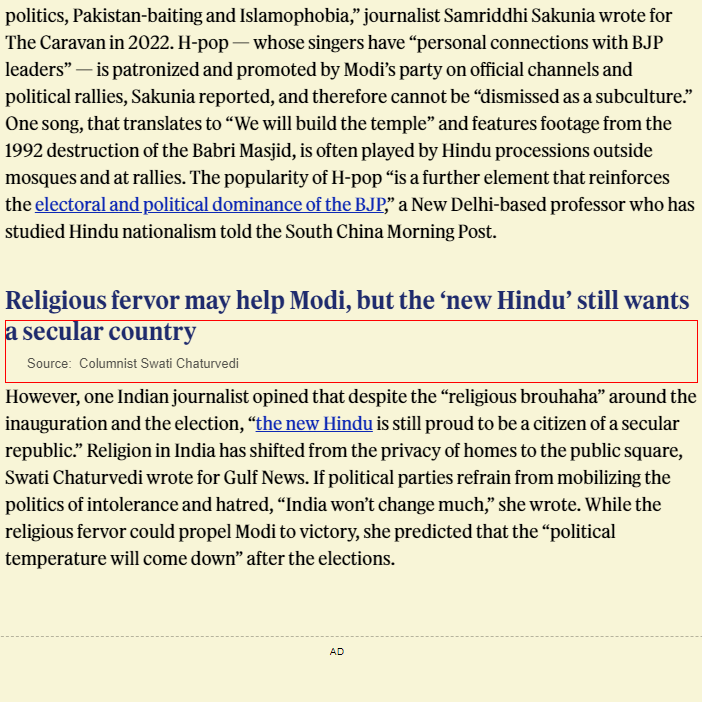 politics, Pakistan-baiting and Islamophobia,” journalist Samriddhi Sakunia wrote for
The Caravan in 2022. H-pop — whose singers have “personal connections with BJP
leaders” — is patronized and promoted by Modi’s party on official channels and
political rallies, Sakunia reported, and therefore cannot be “dismissed as a subculture.”
One song, that translates to “We will build the temple” and features footage from the
1992 destruction of the Babri Masjid, is often played by Hindu processions outside
mosques and at rallies. The popularity of H-pop “is a further element that reinforces
the electoral and political dominance of the BJP,” a New Delhi-based professor who has
studied Hindu nationalism told the South China Morning Post.
Religious fervor may help Modi, but the ‘new Hindu’ still wants
a secular country
Source: Columnist Swati Chaturvedi
However, one Indian journalist opined that despite the “religious brouhaha” around the
inauguration and the election, “the new Hindu is still proud to be a citizen of a secular
republic.” Religion in India has shifted from the privacy of homes to the public square,
Swati Chaturvedi wrote for Gulf News. If political parties refrain from mobilizing the
politics of intolerance and hatred, “India won’t change much,” she wrote. While the
religious fervor could propel Modi to victory, she predicted that the “political
temperature will come down” after the elections.
AD